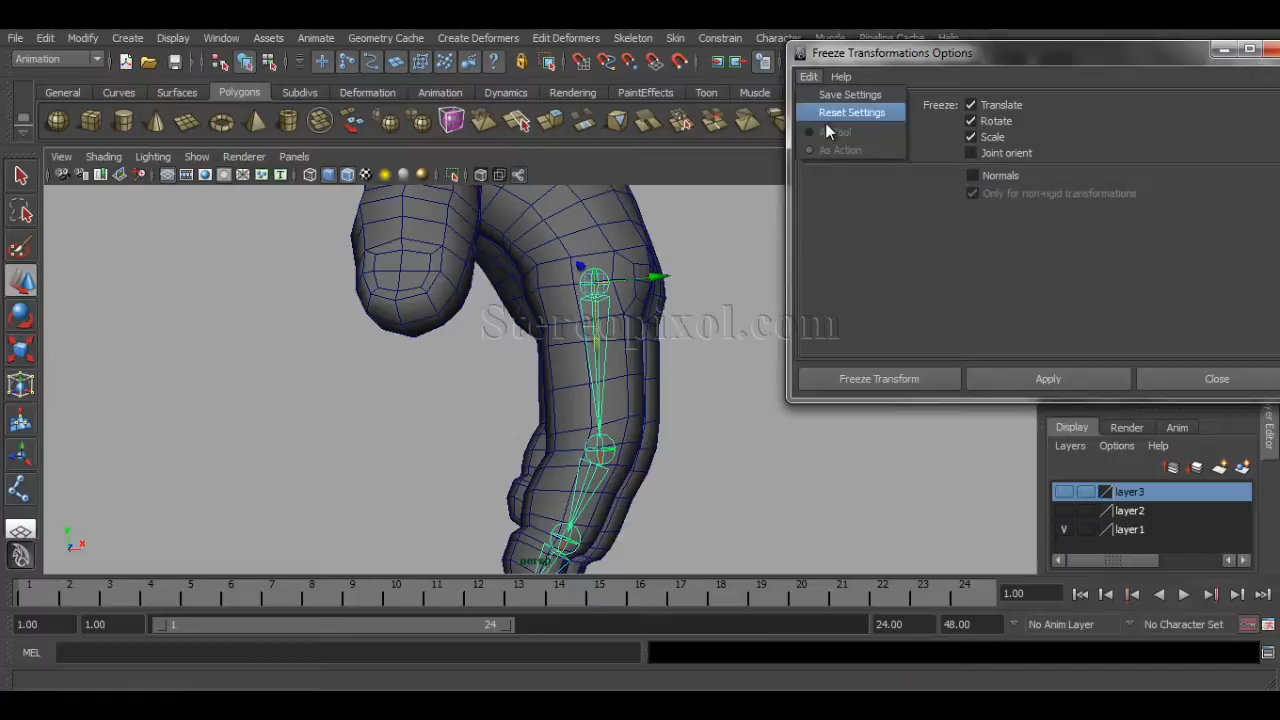 File Edit Modify Create Display Window Assets Animate Geometry Cache Create Deformers Edit Deformers Skeleton Skin Constrain
Freeze Transformations Options
Animation
Edit Help
General Curves Surfaces Polygons Subdivs Deformation Animation Dynamics Rendering PaintEffects Toon Muscle
Save Settings
Reset Settings
As Action
Freeze: Translate
Rotate
Scale
Joint orient
Normals
Only for non-rigid transformations
View Shading Lighting Show Renderer Panels
Stereopixol.com
Freeze Transform Apply Close
Display Render Anim
Layers Options Help
layer3
layer2
V layer1
persp
1 2 3 4 5 6 7 8 9 10 11 12 13 14 15 16 17 18 19 20 21 22 23 24
1.00
1.00 1.00 1 24 24.00 48.00 No Anim Layer No Character Set
MEL